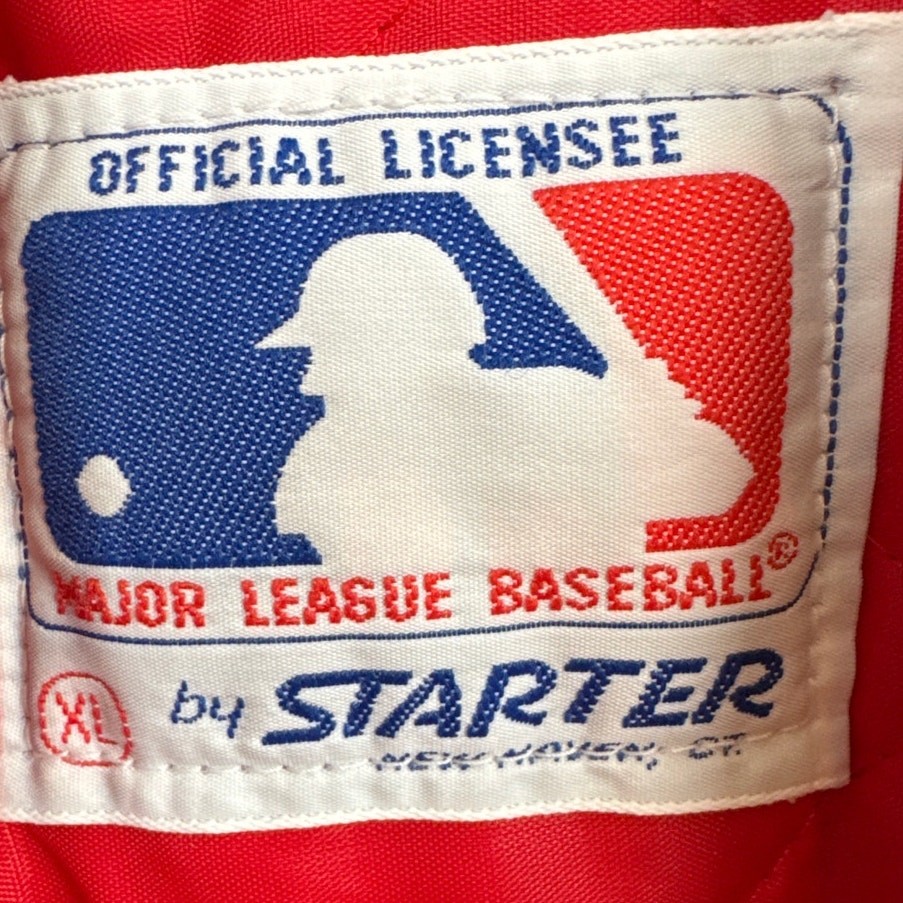 OFFICIAL LICENSEE
MAJOR LEAGUE BASEBALL®
XL by STARTER
NEW HAVEN, CT.